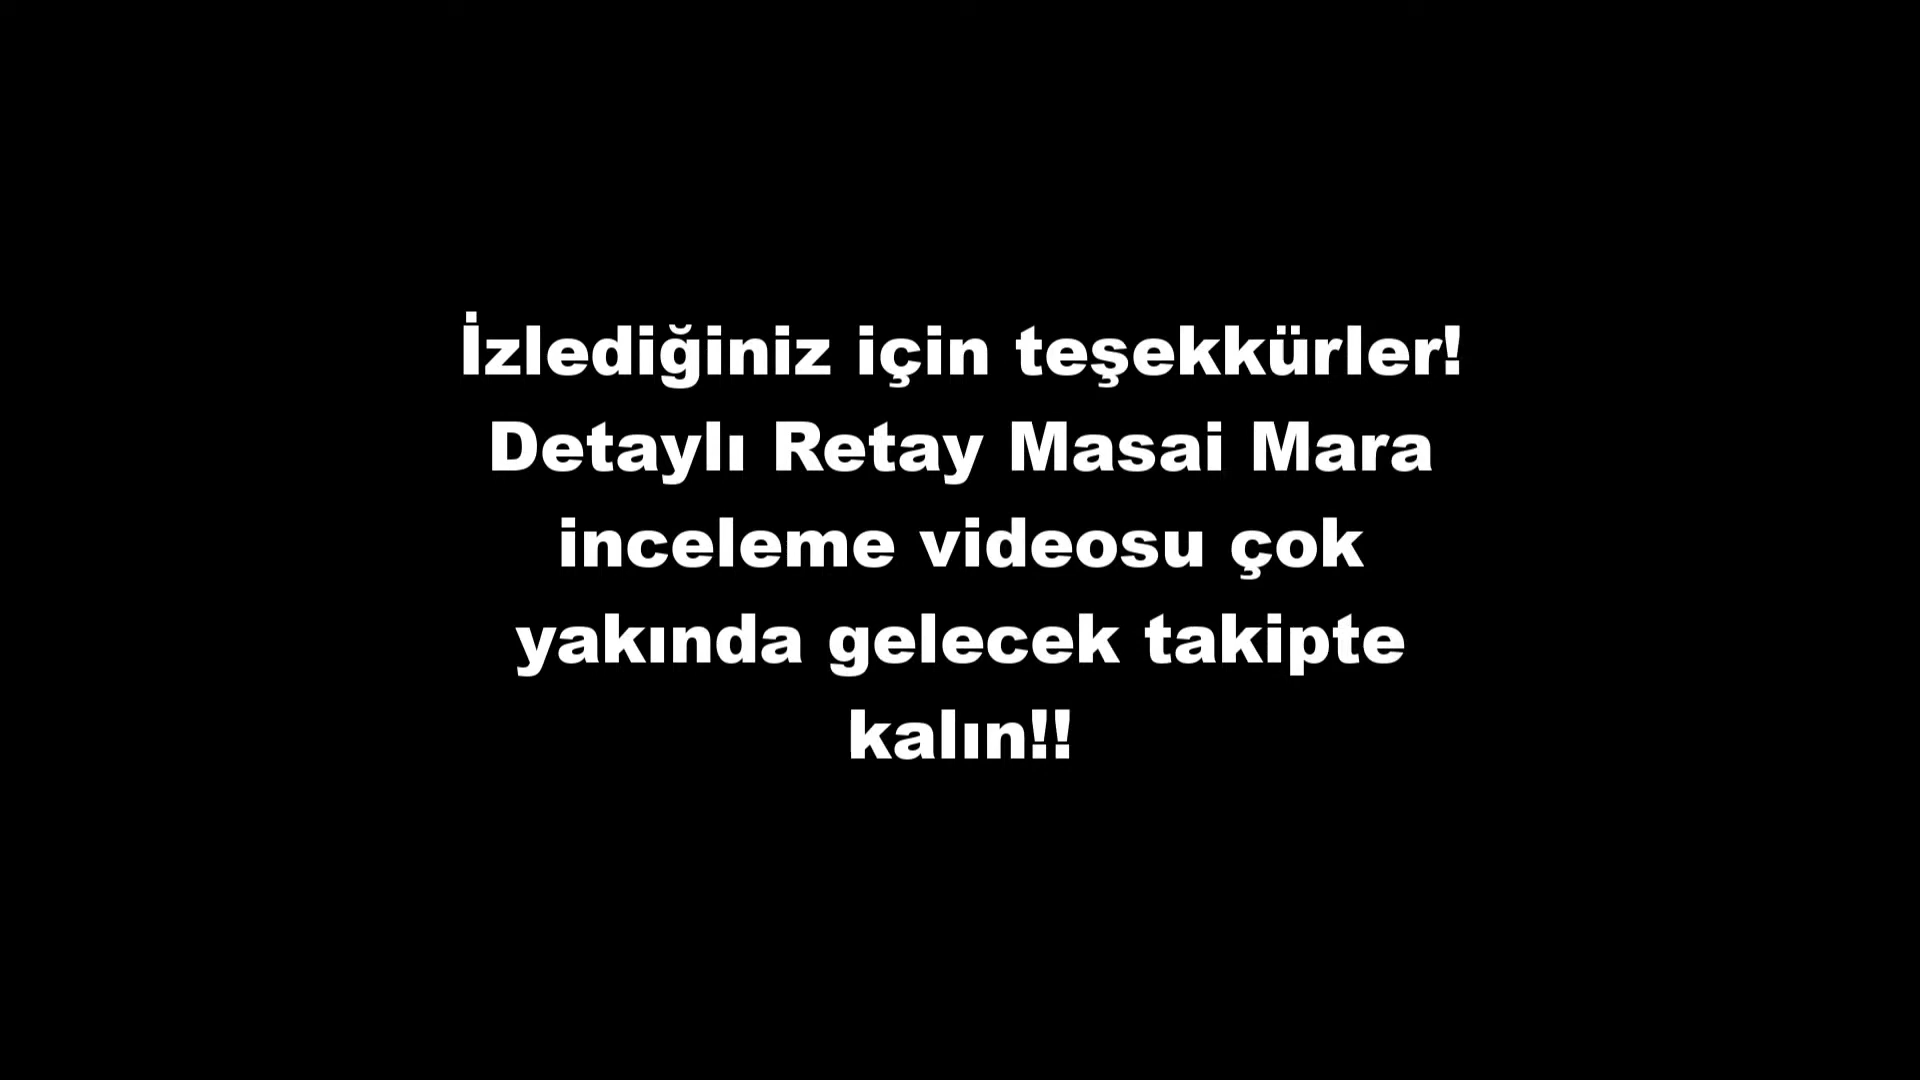 İzlediğiniz için teşekkürler!
Detaylı Retay Masai Mara
inceleme videosu çok
yakında gelecek takipte
kalın!!